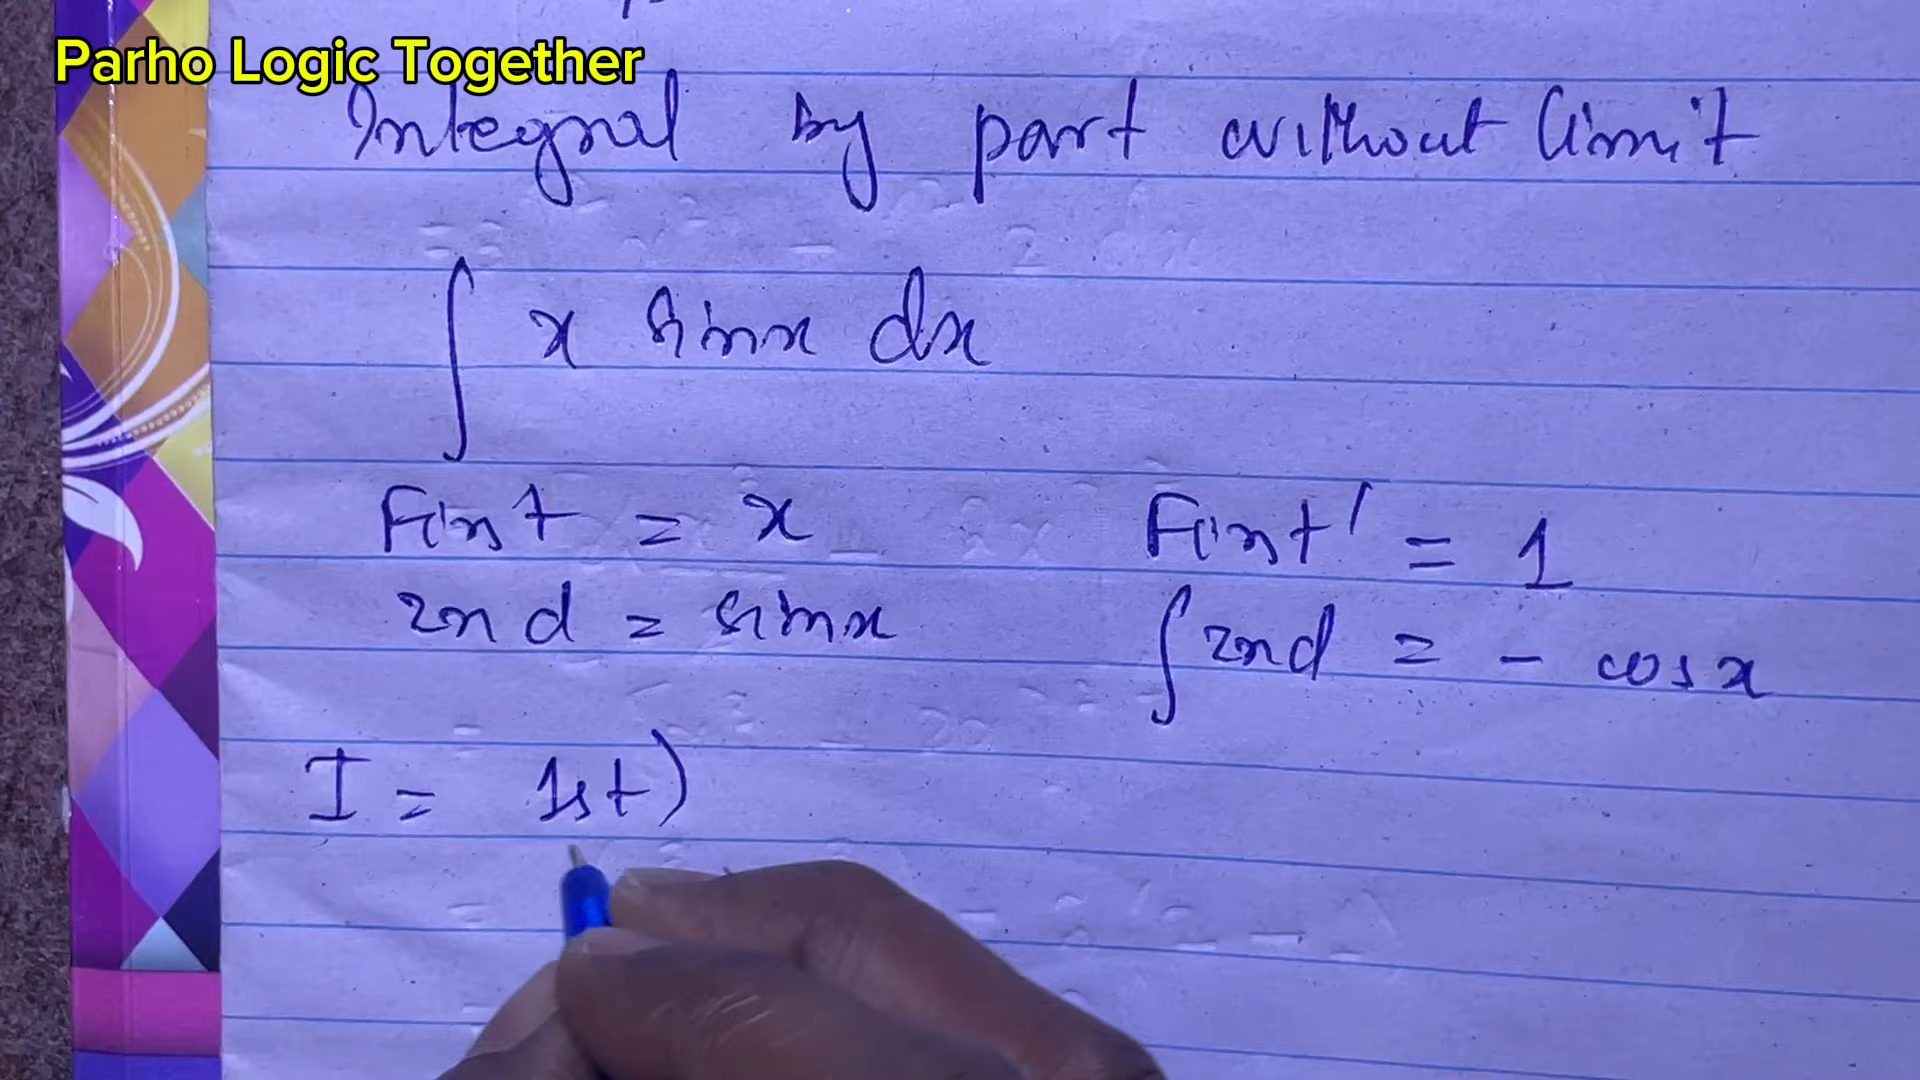 Parho Logic Together
Integral by part without limit
∫ x sinx dx
First = x First' = 1
2nd = sinx ∫ 2nd = - cosx
I = 1st)